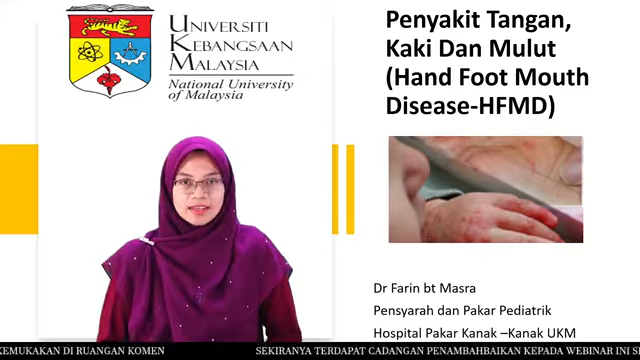 UNIVERSITI
KEBANGSAAN
MALAYSIA
National University
of Malaysia
Penyakit Tangan,
Kaki Dan Mulut
(Hand Foot Mouth
Disease-HFMD)
Dr Farin bt Masra
Pensyarah dan Pakar Pediatrik
Hospital Pakar Kanak –Kanak UKM
KEMUKAKAN DI RUANGAN KOMEN SEKIRANYA TERDAPAT CADANGAN PENAMBAHBAIKAN KEPADA WEBINAR INI